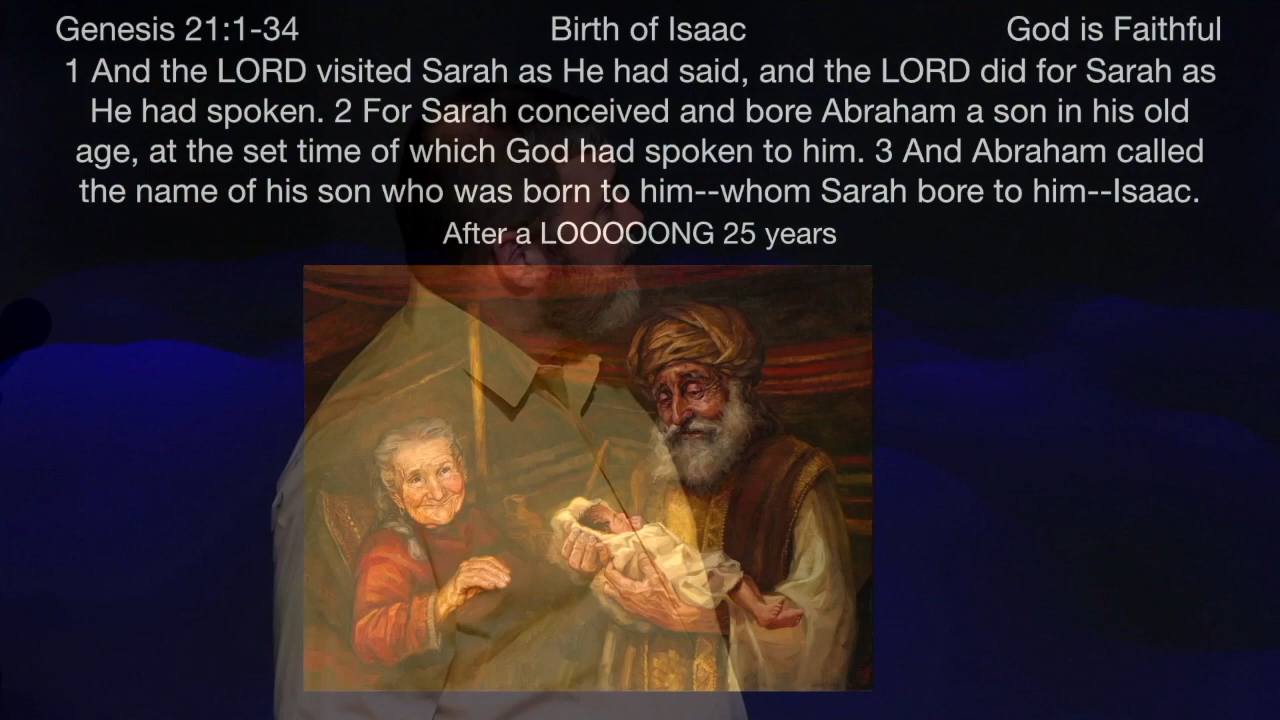 Genesis 21:1-34 Birth of Isaac God is Faithful
1 And the LORD visited Sarah as He had said, and the LORD did for Sarah as
He had spoken. 2 For Sarah conceived and bore Abraham a son in his old
age, at the set time of which God had spoken to him. 3 And Abraham called
the name of his son who was born to him--whom Sarah bore to him--Isaac.
After a LOOOOONG 25 years